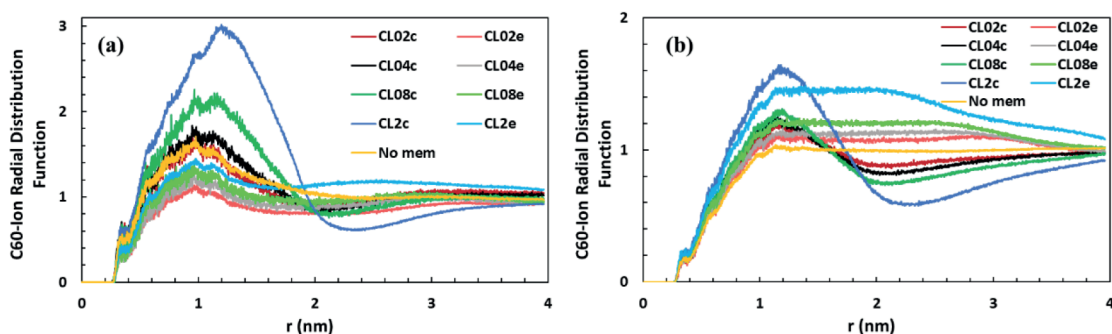 (a)
C60-Ion Radial Distribution
Function
3
2
1
0
0 1 2 3 4
r (nm)
CL02c CL02e
CL04c CL04e
CL08c CL08e
CL2c CL2e
No mem
(b)
C60-Ion Radial Distribution
Function
2
1
0
0 1 2 3 4
r (nm)
CL02c CL02e
CL04c CL04e
CL08c CL08e
CL2c CL2e
No mem